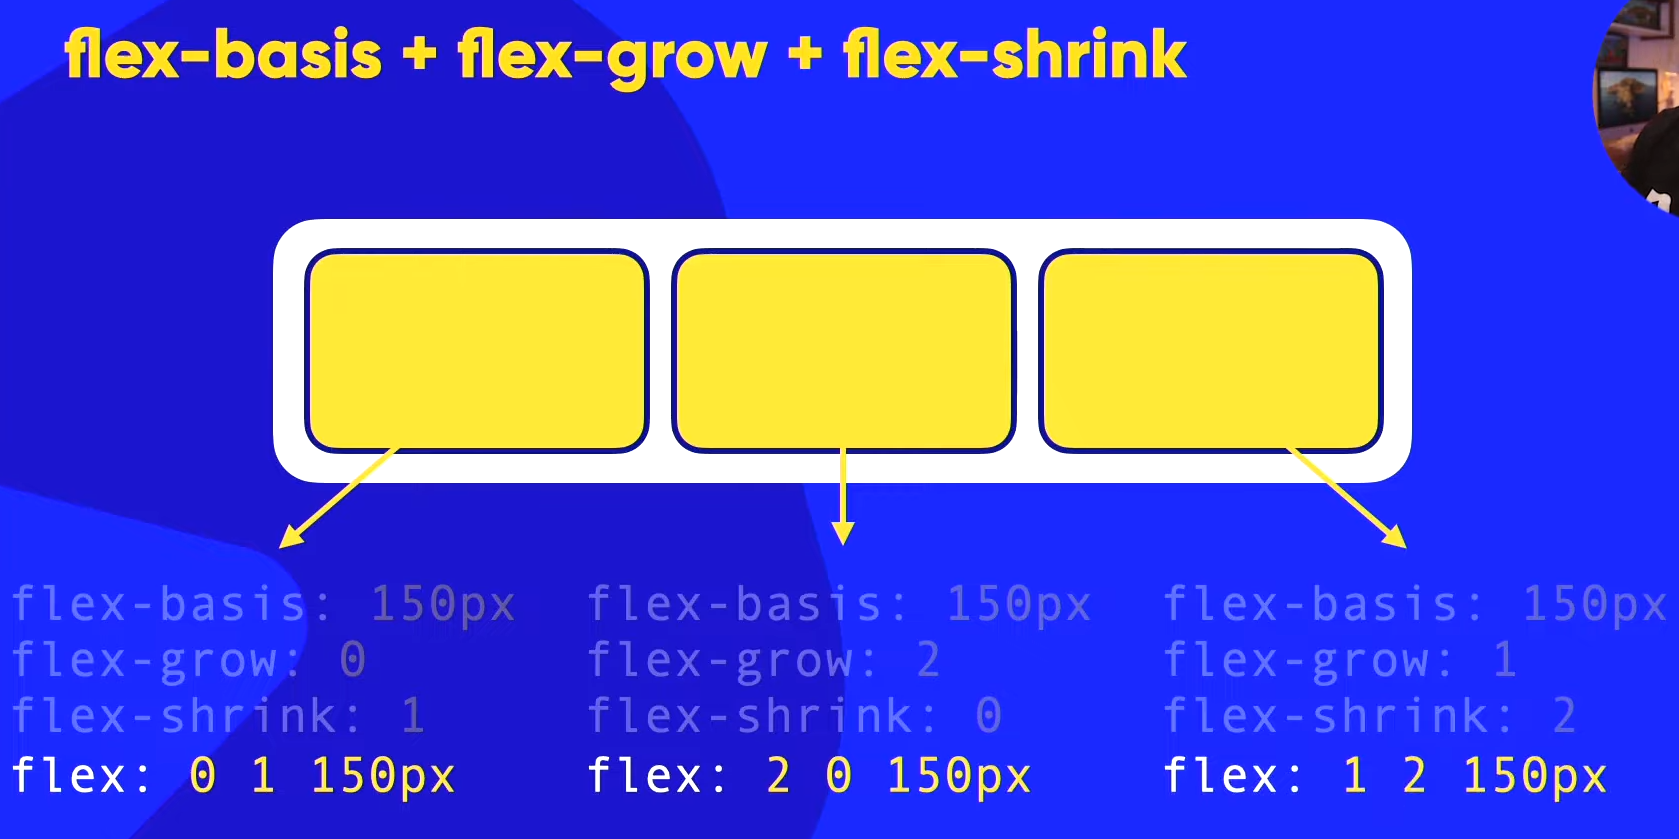 flex-basis + flex-grow + flex-shrink
flex-basis: 150px
flex-grow: 0
flex-shrink: 1
flex: 0 1 150px
flex-basis: 150px
flex-grow: 2
flex-shrink: 0
flex: 2 0 150px
flex-basis: 150px
flex-grow: 1
flex-shrink: 2
flex: 1 2 150px